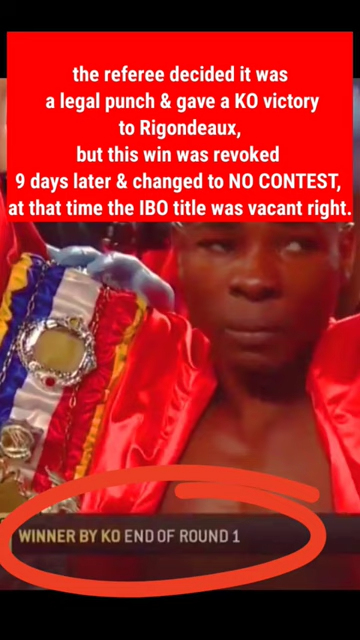 the referee decided it was
a legal punch & gave a KO victory
to Rigondeaux,
but this win was revoked
9 days later & changed to NO CONTEST,
at that time the IBO title was vacant right.
WINNER BY KO END OF ROUND 1